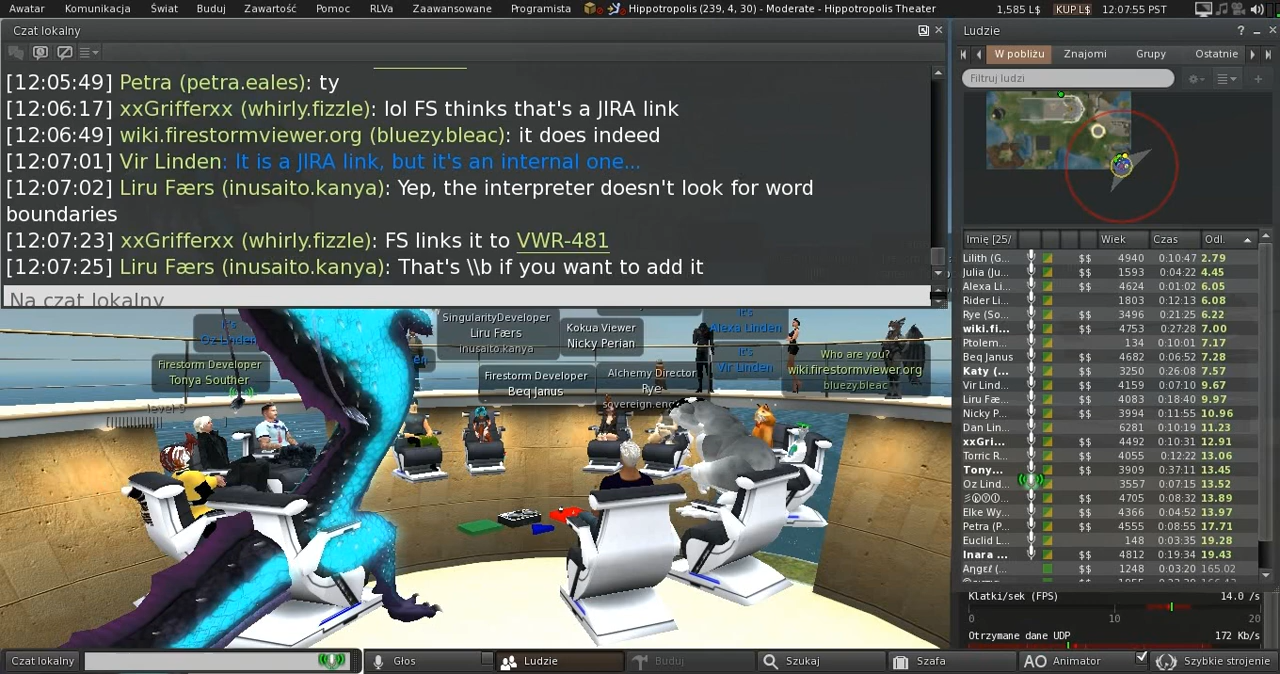 Awatar Komunikacja Świat Buduj Zawartość Pomoc RLVa Zaawansowane Programista Hippotropolis (239, 4, 30) - Moderate - Hippotropolis Theater 1,585 L$ KUP L$ 12:07:55 PST
Czat lokalny
[12:05:49] Petra (petra.eales): ty
[12:06:17] xxGrifferxx (whirly.fizzle): lol FS thinks that's a JIRA link
[12:06:49] wiki.firestormviewer.org (bluezy.bleac): it does indeed
[12:07:01] Vir Linden: It is a JIRA link, but it's an internal one...
[12:07:02] Liru Færs (inusaito.kanya): Yep, the interpreter doesn't look for word
boundaries
[12:07:23] xxGrifferxx (whirly.fizzle): FS links it to VWR-481
[12:07:25] Liru Færs (inusaito.kanya): That's \\b if you want to add it
Na czat lokalny
Ludzie
W pobliżu Znajomi Grupy Ostatnie
Filtruj ludzi
Imię [25/ Wiek Czas Odl.
Lilith (G... $$ 4940 0:10:47 2.79
Julia (Ju... $$ 1593 0:04:22 4.45
Alexa Li... $$ 4624 0:01:02 6.05
Rider Li... 1803 0:12:13 6.08
Rye (So... $$ 3496 0:21:25 6.22
wiki.fi... $$ 4753 0:27:28 7.00
Ptolem... 134 0:10:01 7.17
Beq Janus $$ 4682 0:06:52 7.28
Katy (... $$ 3250 0:26:08 7.57
Vir Lind... $$ 4159 0:07:10 9.67
Liru Fæ... $$ 4083 0:18:40 9.97
Nicky P... $$ 3994 0:11:55 10.96
Dan Lin... 6281 0:10:19 11.23
xxGri... $$ 4492 0:10:31 12.91
Torric R... $$ 4055 0:12:22 13.06
Tony... $$ 3909 0:37:11 13.45
Oz Lind... 3557 0:07:15 13.52
$$ 4705 0:08:32 13.89
Elke Wy... $$ 4366 0:04:52 13.97
Petra (P... $$ 4555 0:08:55 17.71
Euclid L... 148 0:03:35 19.28
Inara ... $$ 4812 0:19:34 19.43
$$ 1248 0:03:20 165.02
It's
Oz Linden
Firestorm Developer
Tonya Souther
level 9
SingularityDeveloper
Liru Færs
inusaito.kanya
Kokua Viewer
Nicky Perian
Firestorm Developer
Beq Janus
Alchemy Director
Rye
It's
Alexa Linden
It's
Vir Linden
Who are you?
wiki.firestormviewer.org
bluezy.bleac
Klatki/sek (FPS) 14.0 /s
0 10 20
Otrzymane dane UDP 172 Kb/s
Czat lokalny Głos Ludzie Buduj Szukaj Szafa AO Animator Szybkie strojenie